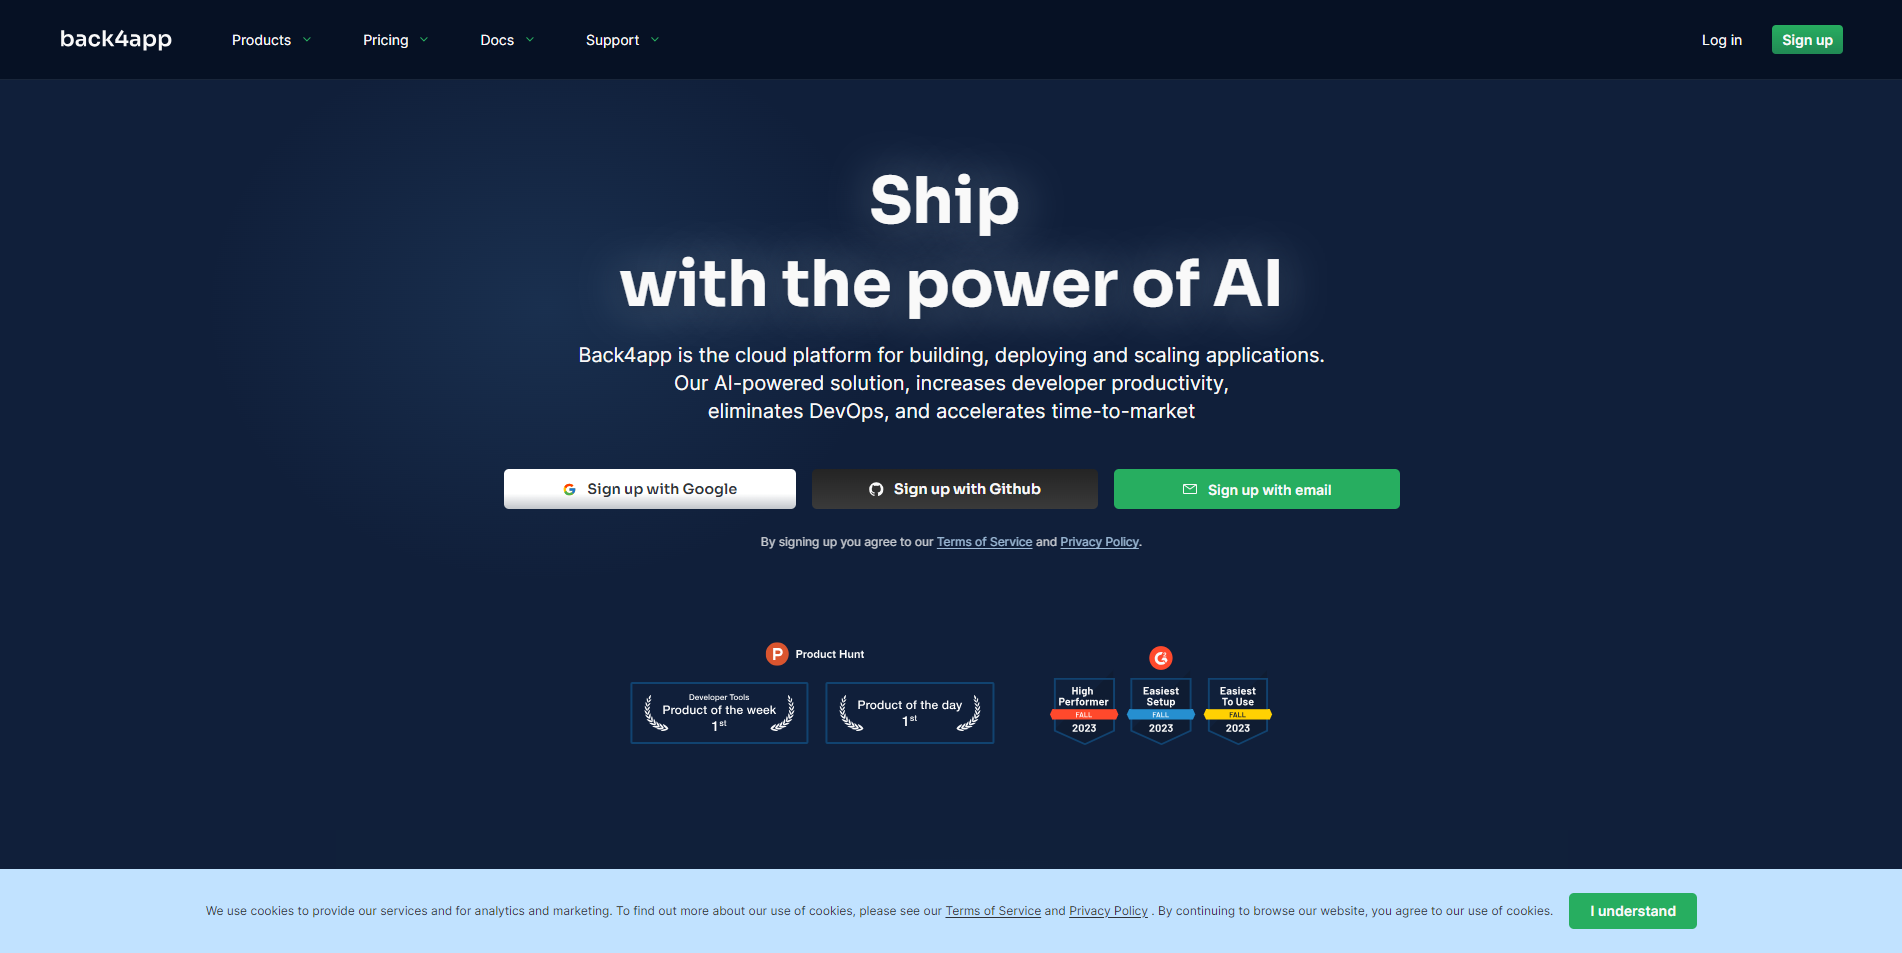 back4app
Products
Pricing
Docs
Support
Log in
Sign up
Ship
with the power of AI
Back4app is the cloud platform for building, deploying and scaling applications.
Our AI-powered solution, increases developer productivity,
eliminates DevOps, and accelerates time-to-market
Sign up with Google
Sign up with Github
Sign up with email
By signing up you agree to our Terms of Service and Privacy Policy.
P Product Hunt
Developer Tools
Product of the week
1st
Product of the day
1st
High
Performer
FALL
2023
Easiest
Setup
FALL
2023
Easiest
To Use
FALL
2023
We use cookies to provide our services and for analytics and marketing. To find out more about our use of cookies, please see our Terms of Service and Privacy Policy . By continuing to browse our website, you agree to our use of cookies.
I understand